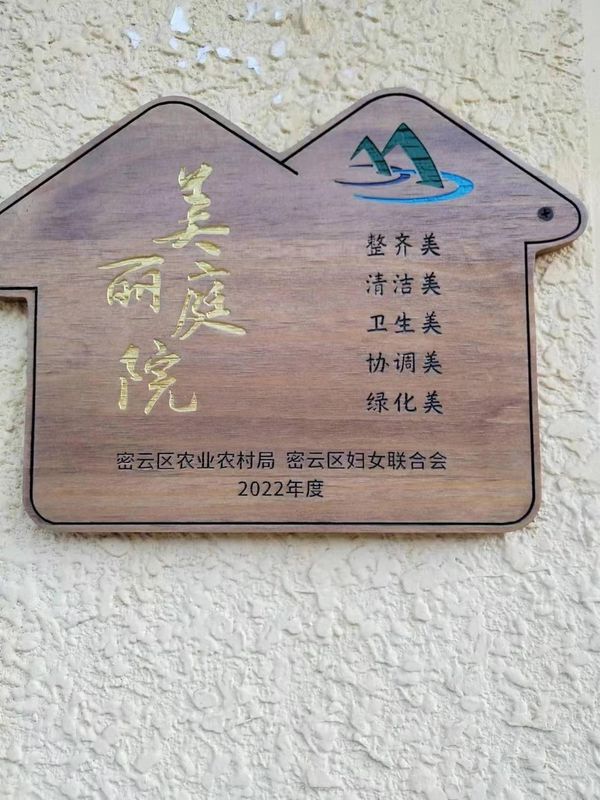 美丽庭院
整齐美
清洁美
卫生美
协调美
绿化美
密云区农业农村局 密云区妇女联合会
2022年度